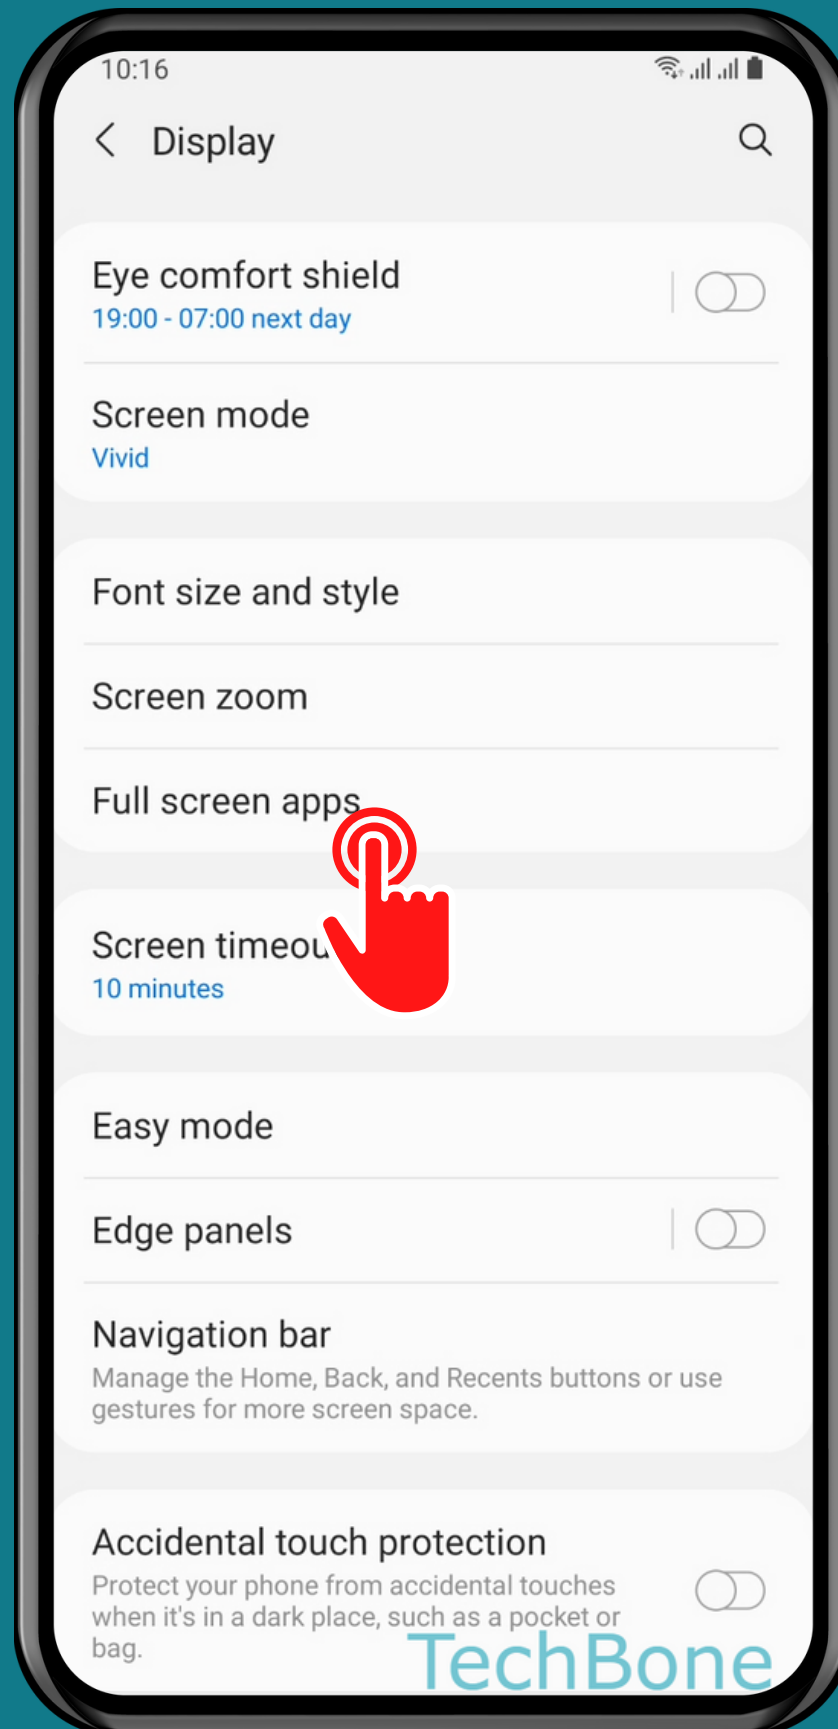 10:16
Display
Eye comfort shield
19:00 - 07:00 next day
Screen mode
Vivid
Font size and style
Screen zoom
Full screen apps
Screen timeou
10 minutes
Easy mode
Edge panels
Navigation bar
Manage the Home, Back, and Recents buttons or use
gestures for more screen space.
Accidental touch protection
Protect your phone from accidental touches
when it's in a dark place, such as a pocket or
bag.
TechBone